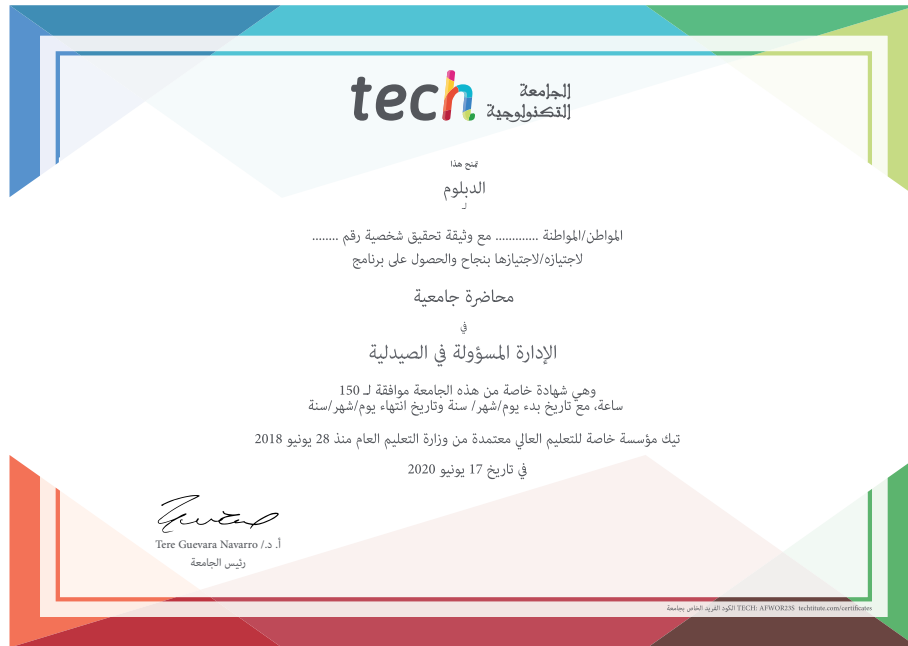 tech الجامعة
التكنولوجية
تمنح هذا
الدبلوم
لـ
المواطن/المواطنة ............. مع وثيقة تحقيق شخصية رقم ........
لاجتيازه/لاجتيازها بنجاح والحصول على برنامج
محاضرة جامعية
في
الإدارة المسؤولة في الصيدلية
وهي شهادة خاصة من هذه الجامعة موافقة لـ 150
ساعة، مع تاريخ بدء يوم/شهر/ سنة وتاريخ انتهاء يوم/شهر/سنة
تيك مؤسسة خاصة للتعليم العالي معتمدة من وزارة التعليم العام منذ 28 يونيو 2018
في تاريخ 17 يونيو 2020
أ. د./ Tere Guevara Navarro
رئيس الجامعة
الكود الفريد الخاص بجامعة TECH: AFWOR23S techtitute.com/certificates